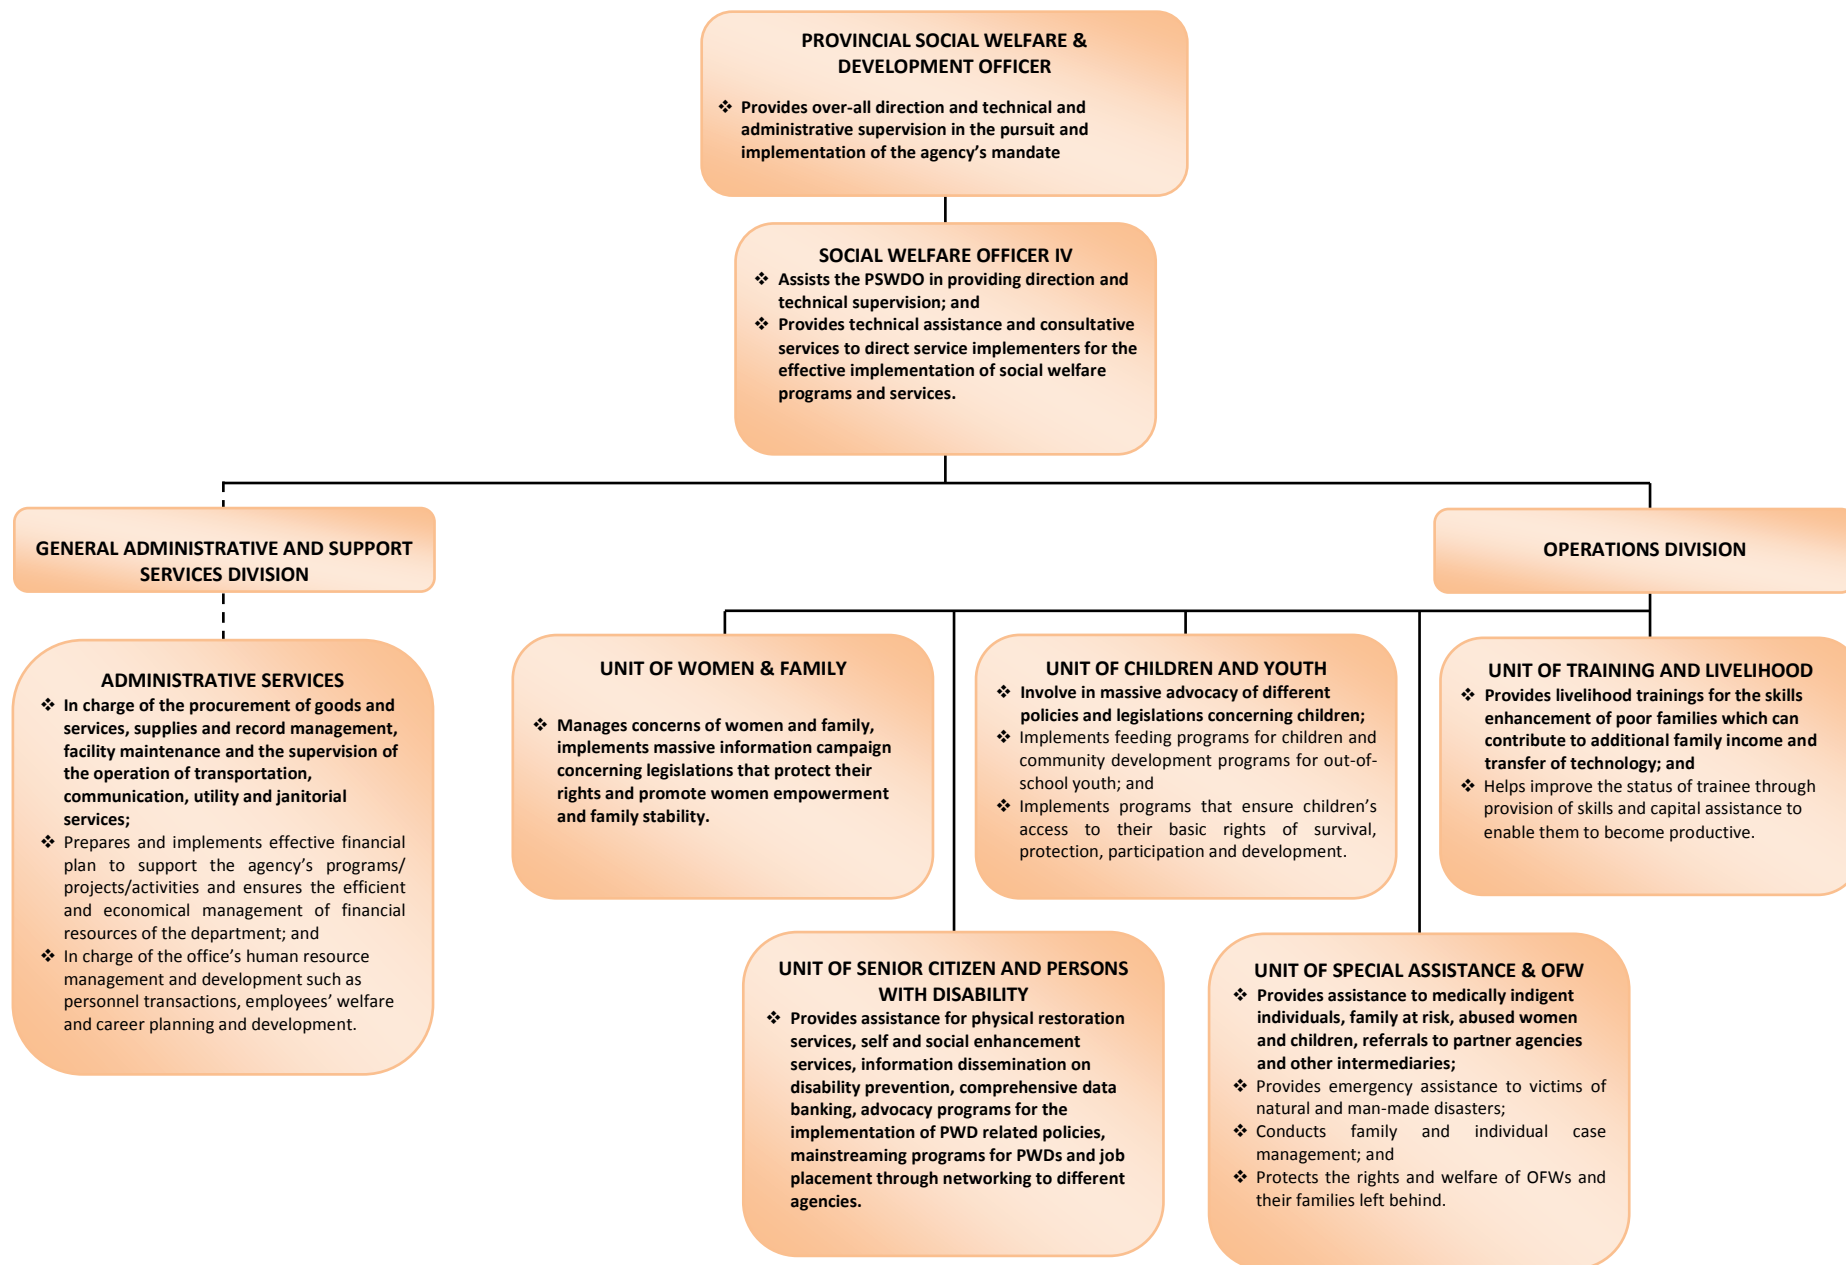 PROVINCIAL SOCIAL WELFARE &
DEVELOPMENT OFFICER
❖ Provides over-all direction and technical and
administrative supervision in the pursuit and
implementation of the agency’s mandate
SOCIAL WELFARE OFFICER IV
❖ Assists the PSWDO in providing direction and
technical supervision; and
❖ Provides technical assistance and consultative
services to direct service implementers for the
effective implementation of social welfare
programs and services.
GENERAL ADMINISTRATIVE AND SUPPORT
SERVICES DIVISION
OPERATIONS DIVISION
ADMINISTRATIVE SERVICES
❖ In charge of the procurement of goods and
services, supplies and record management,
facility maintenance and the supervision of
the operation of transportation,
communication, utility and janitorial
services;
❖ Prepares and implements effective financial
plan to support the agency’s programs/
projects/activities and ensures the efficient
and economical management of financial
resources of the department; and
❖ In charge of the office’s human resource
management and development such as
personnel transactions, employees’ welfare
and career planning and development.
UNIT OF WOMEN & FAMILY
❖ Manages concerns of women and family,
implements massive information campaign
concerning legislations that protect their
rights and promote women empowerment
and family stability.
UNIT OF CHILDREN AND YOUTH
❖ Involve in massive advocacy of different
policies and legislations concerning children;
❖ Implements feeding programs for children and
community development programs for out-of-
school youth; and
❖ Implements programs that ensure children’s
access to their basic rights of survival,
protection, participation and development.
UNIT OF TRAINING AND LIVELIHOOD
❖ Provides livelihood trainings for the skills
enhancement of poor families which can
contribute to additional family income and
transfer of technology; and
❖ Helps improve the status of trainee through
provision of skills and capital assistance to
enable them to become productive.
UNIT OF SENIOR CITIZEN AND PERSONS
WITH DISABILITY
❖ Provides assistance for physical restoration
services, self and social enhancement
services, information dissemination on
disability prevention, comprehensive data
banking, advocacy programs for the
implementation of PWD related policies,
mainstreaming programs for PWDs and job
placement through networking to different
agencies.
UNIT OF SPECIAL ASSISTANCE & OFW
❖ Provides assistance to medically indigent
individuals, family at risk, abused women
and children, referrals to partner agencies
and other intermediaries;
❖ Provides emergency assistance to victims of
natural and man-made disasters;
❖ Conducts family and individual case
management; and
❖ Protects the rights and welfare of OFWs and
their families left behind.